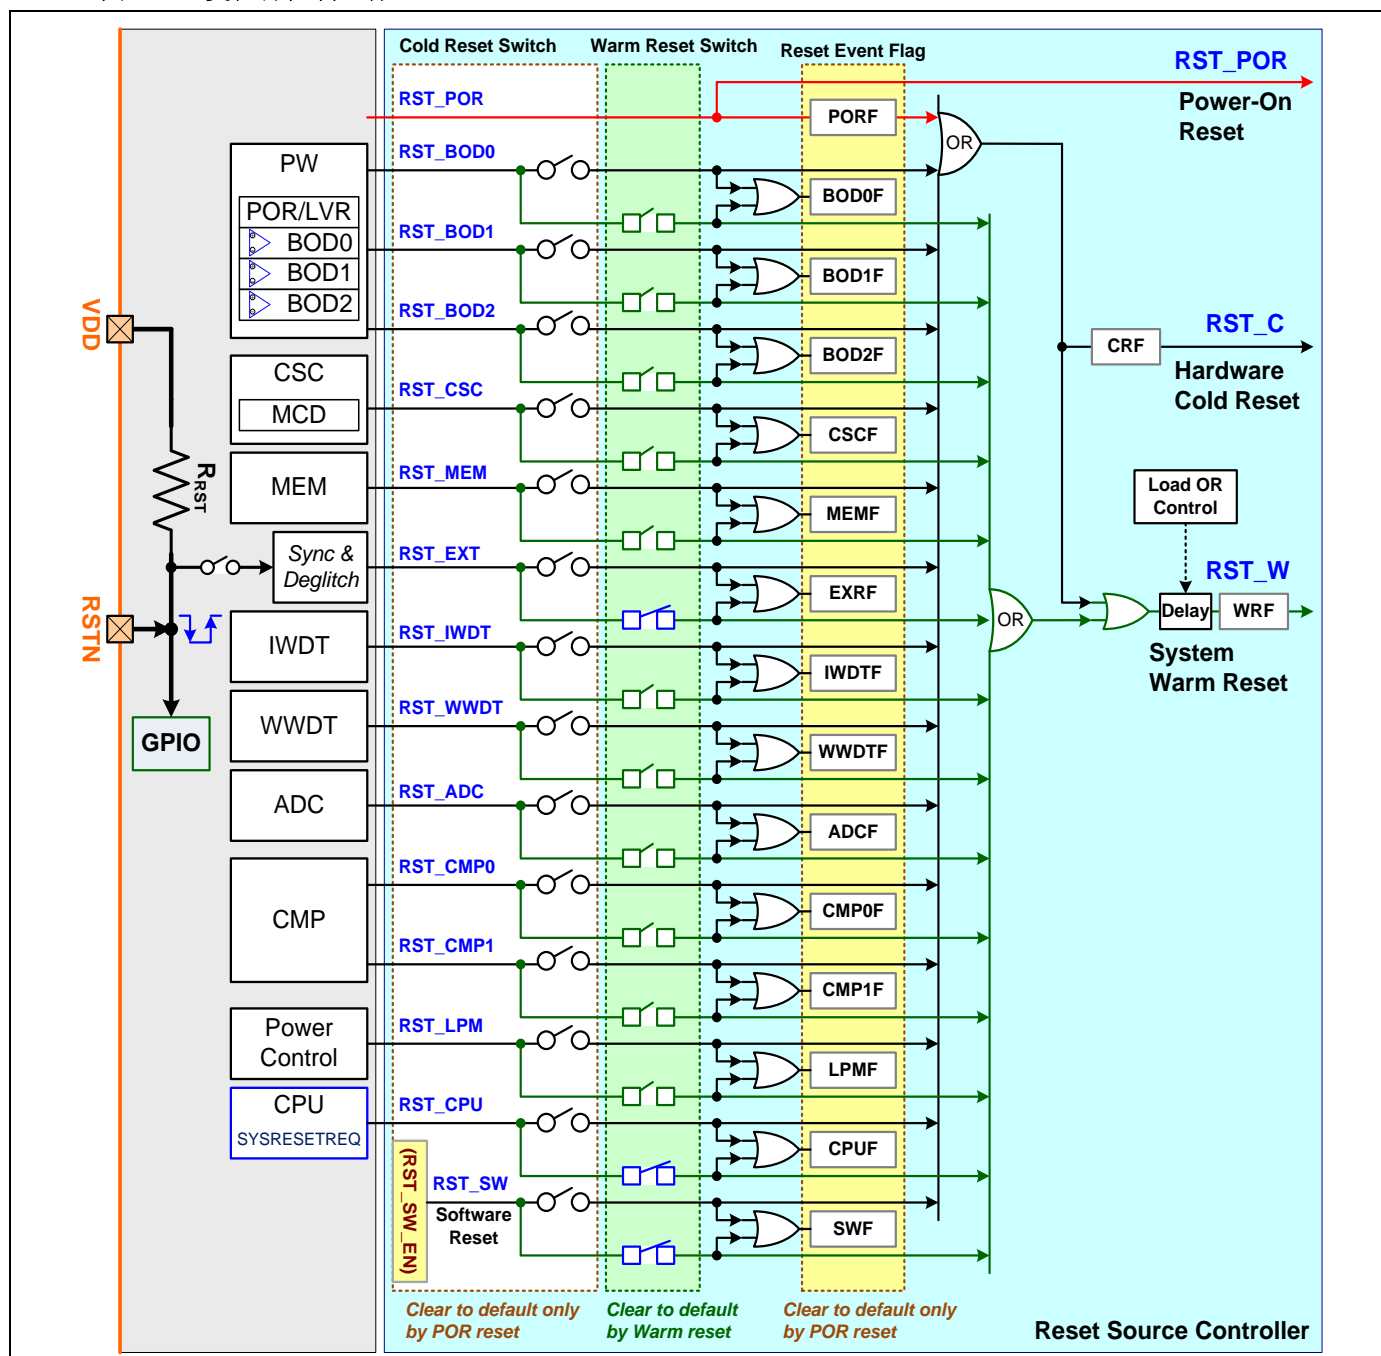 Cold Reset Switch
Warm Reset Switch
Reset Event Flag
RST_POR
Power-On
Reset
RST_POR
PORF
OR
PW
POR/LVR
BOD0
BOD1
BOD2
RST_BOD0
BOD0F
RST_BOD1
BOD1F
RST_BOD2
BOD2F
VDD
CSC
MCD
RST_CSC
CSCF
CRF
RST_C
Hardware
Cold Reset
RRST
MEM
RST_MEM
MEMF
Load OR
Control
Sync &
Deglitch
RST_EXT
EXRF
RST_W
OR
Delay
WRF
System
Warm Reset
RSTN
IWDT
RST_IWDT
IWDTF
GPIO
WWDT
RST_WWDT
WWDTF
ADC
RST_ADC
ADCF
CMP
RST_CMP0
CMP0F
RST_CMP1
CMP1F
Power
Control
RST_LPM
LPMF
CPU
SYSRESETREQ
RST_CPU
CPUF
(RST_SW_EN)
RST_SW
Software
Reset
SWF
Clear to default only
by POR reset
Clear to default
by Warm reset
Clear to default only
by POR reset
Reset Source Controller